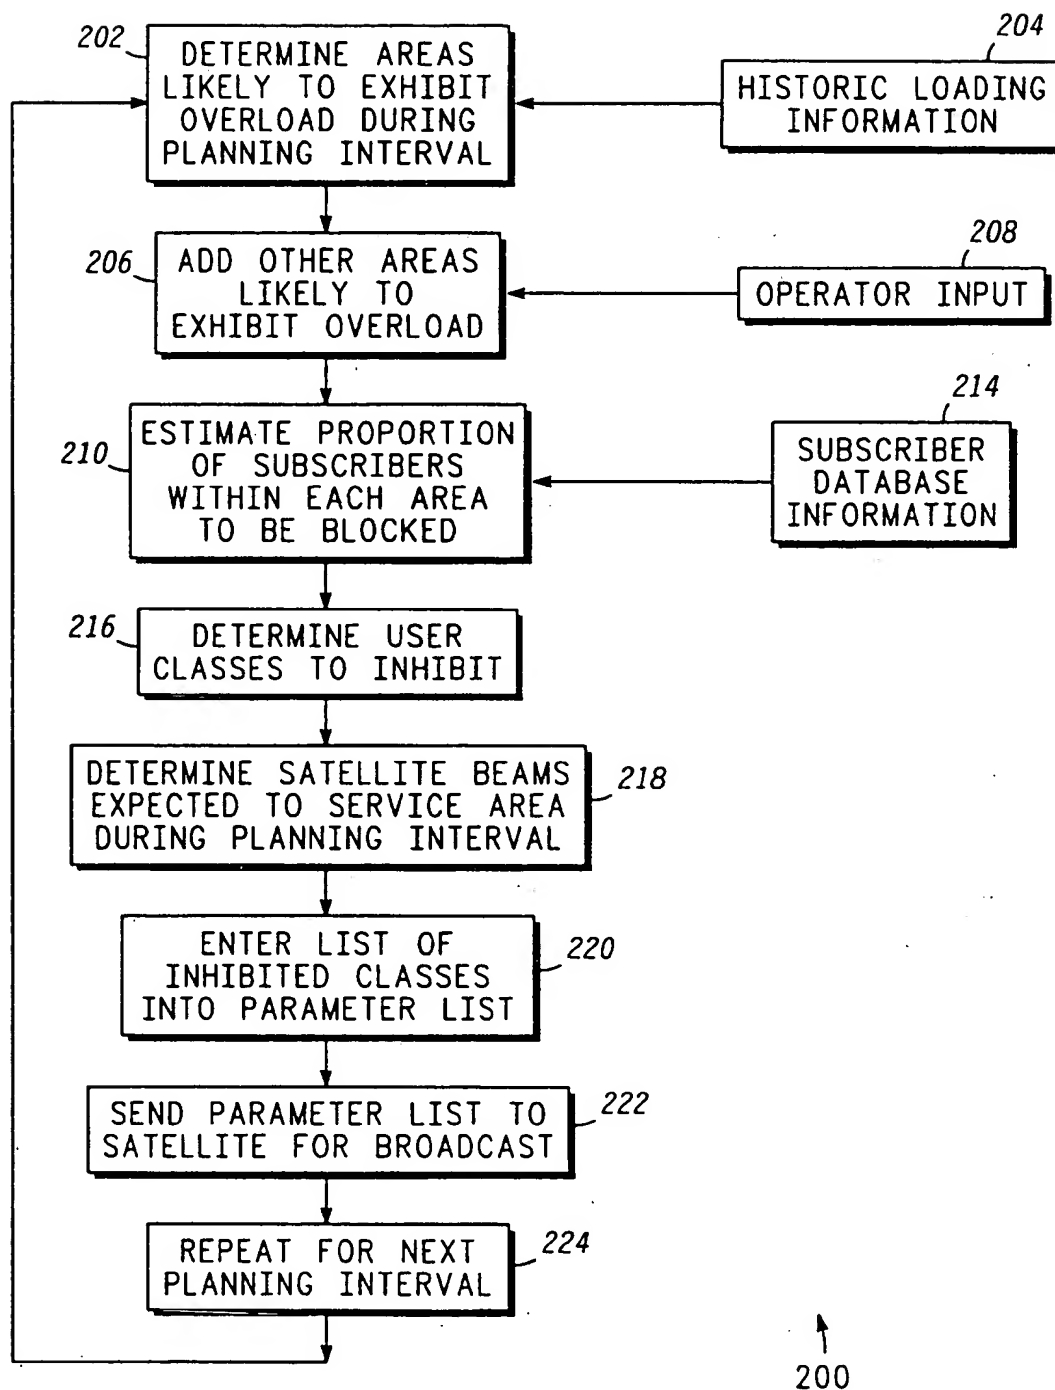 202
DETERMINE AREAS
LIKELY TO EXHIBIT
OVERLOAD DURING
PLANNING INTERVAL
204
HISTORIC LOADING
INFORMATION
206
ADD OTHER AREAS
LIKELY TO
EXHIBIT OVERLOAD
208
OPERATOR INPUT
210
ESTIMATE PROPORTION
OF SUBSCRIBERS
WITHIN EACH AREA
TO BE BLOCKED
214
SUBSCRIBER
DATABASE
INFORMATION
216
DETERMINE USER
CLASSES TO INHIBIT
DETERMINE SATELLITE BEAMS
EXPECTED TO SERVICE AREA
DURING PLANNING INTERVAL
218
ENTER LIST OF
INHIBITED CLASSES
INTO PARAMETER LIST
220
SEND PARAMETER LIST TO
SATELLITE FOR BROADCAST
222
REPEAT FOR NEXT
PLANNING INTERVAL
224
200